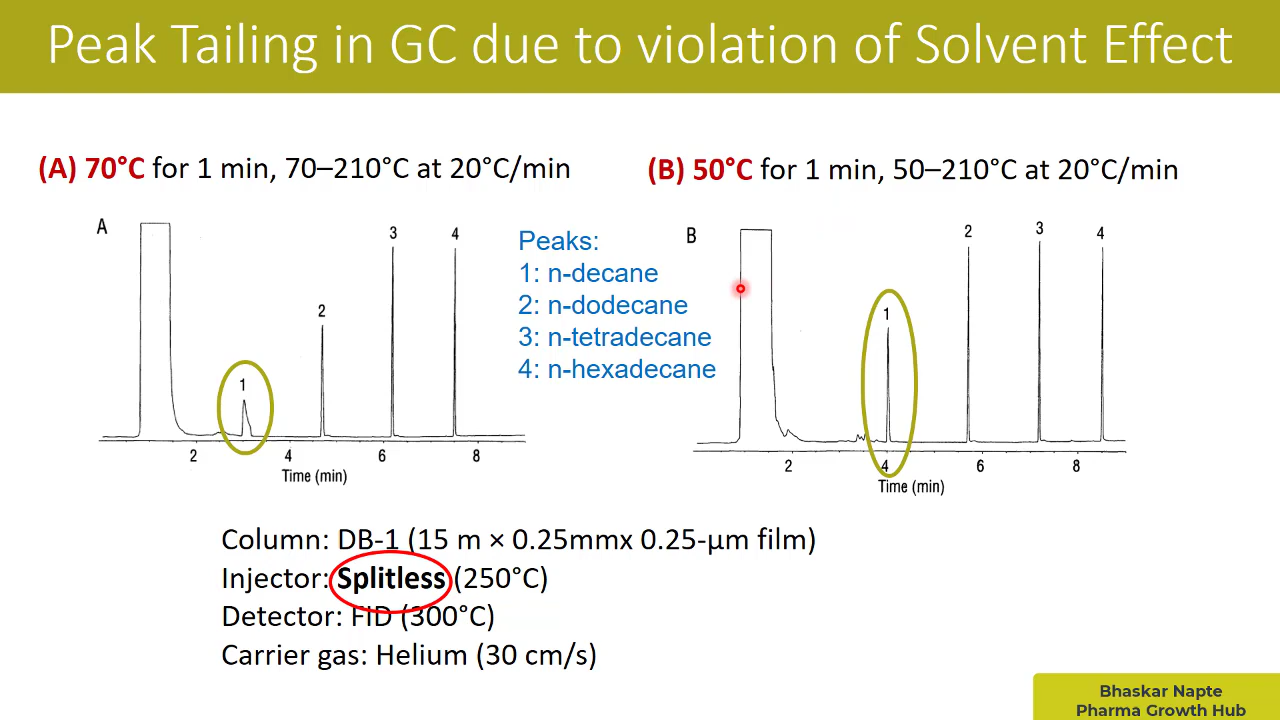 Peak Tailing in GC due to violation of Solvent Effect
(A) 70°C for 1 min, 70–210°C at 20°C/min
(B) 50°C for 1 min, 50–210°C at 20°C/min
A
1
2
3
4
2
4
6
8
Time (min)
Peaks:
1: n-decane
2: n-dodecane
3: n-tetradecane
4: n-hexadecane
B
1
2
3
4
2
4
6
8
Time (min)
Column: DB-1 (15 m × 0.25mmx 0.25-μm film)
Injector: Splitless (250°C)
Detector: FID (300°C)
Carrier gas: Helium (30 cm/s)
Bhaskar Napte
Pharma Growth Hub